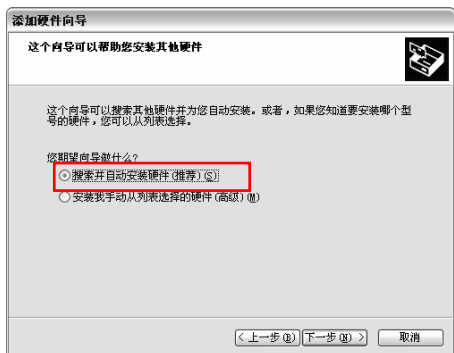 添加硬件向导
这个向导可以帮助您安装其他硬件
这个向导可以搜索其他硬件并为您自动安装。或者，如果您知道要安装哪个型
号的硬件，您可以从列表选择。
您期望向导做什么?
搜索并自动安装硬件(推荐)(S)
安装我手动从列表选择的硬件(高级)(M)
<上一步(B) 下一步(N)> 取消